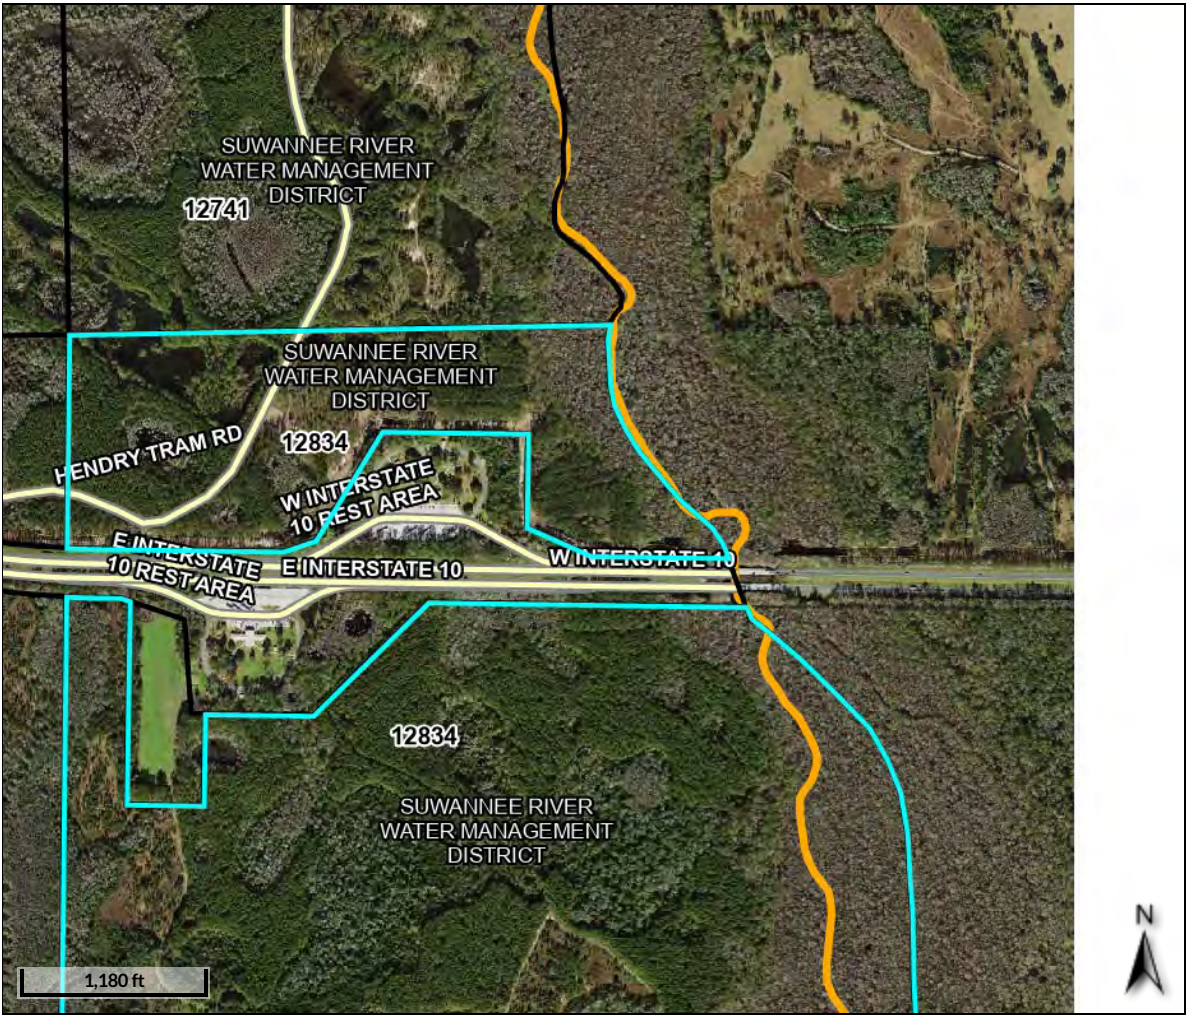 SUWANNEE RIVER
WATER MANAGEMENT
DISTRICT
12741
SUWANNEE RIVER
WATER MANAGEMENT
DISTRICT
12834
HENDRY TRAM RD
W INTERSTATE
10 REST AREA
E INTERSTATE
10 REST AREA
E INTERSTATE 10
W INTERSTATE 10
12834
SUWANNEE RIVER
WATER MANAGEMENT
DISTRICT
N
1,180 ft